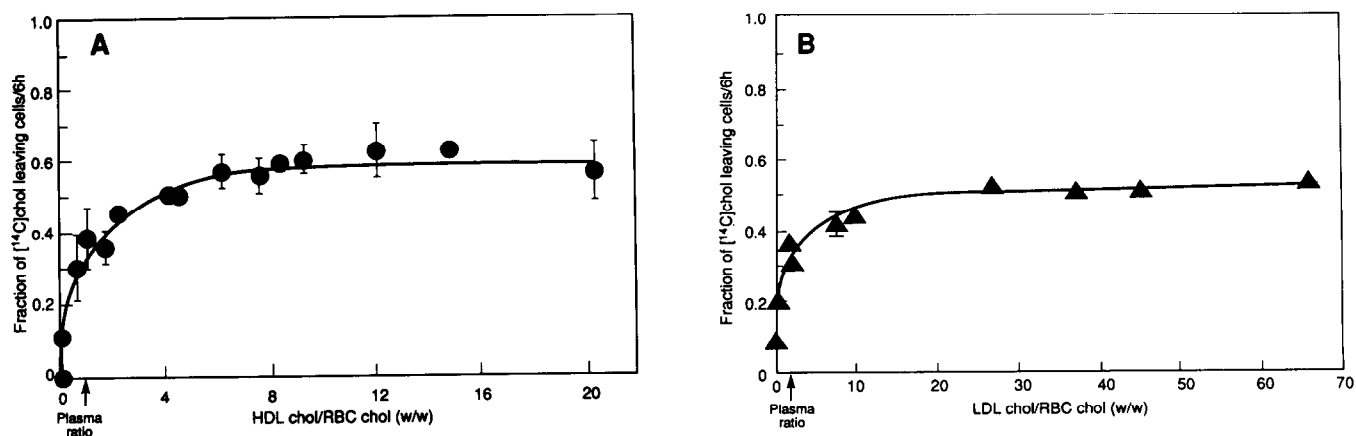 A
Fraction of [¹⁴C]chol leaving cells/6h
1.0
0.8
0.6
0.4
0.2
0
0 4 8 12 16 20
Plasma
ratio
HDL chol/RBC chol (w/w)
B
Fraction of [¹⁴C]chol leaving cells/6h
1.0
0.8
0.6
0.4
0.2
0
0 10 20 30 40 50 60 70
Plasma
ratio
LDL chol/RBC chol (w/w)